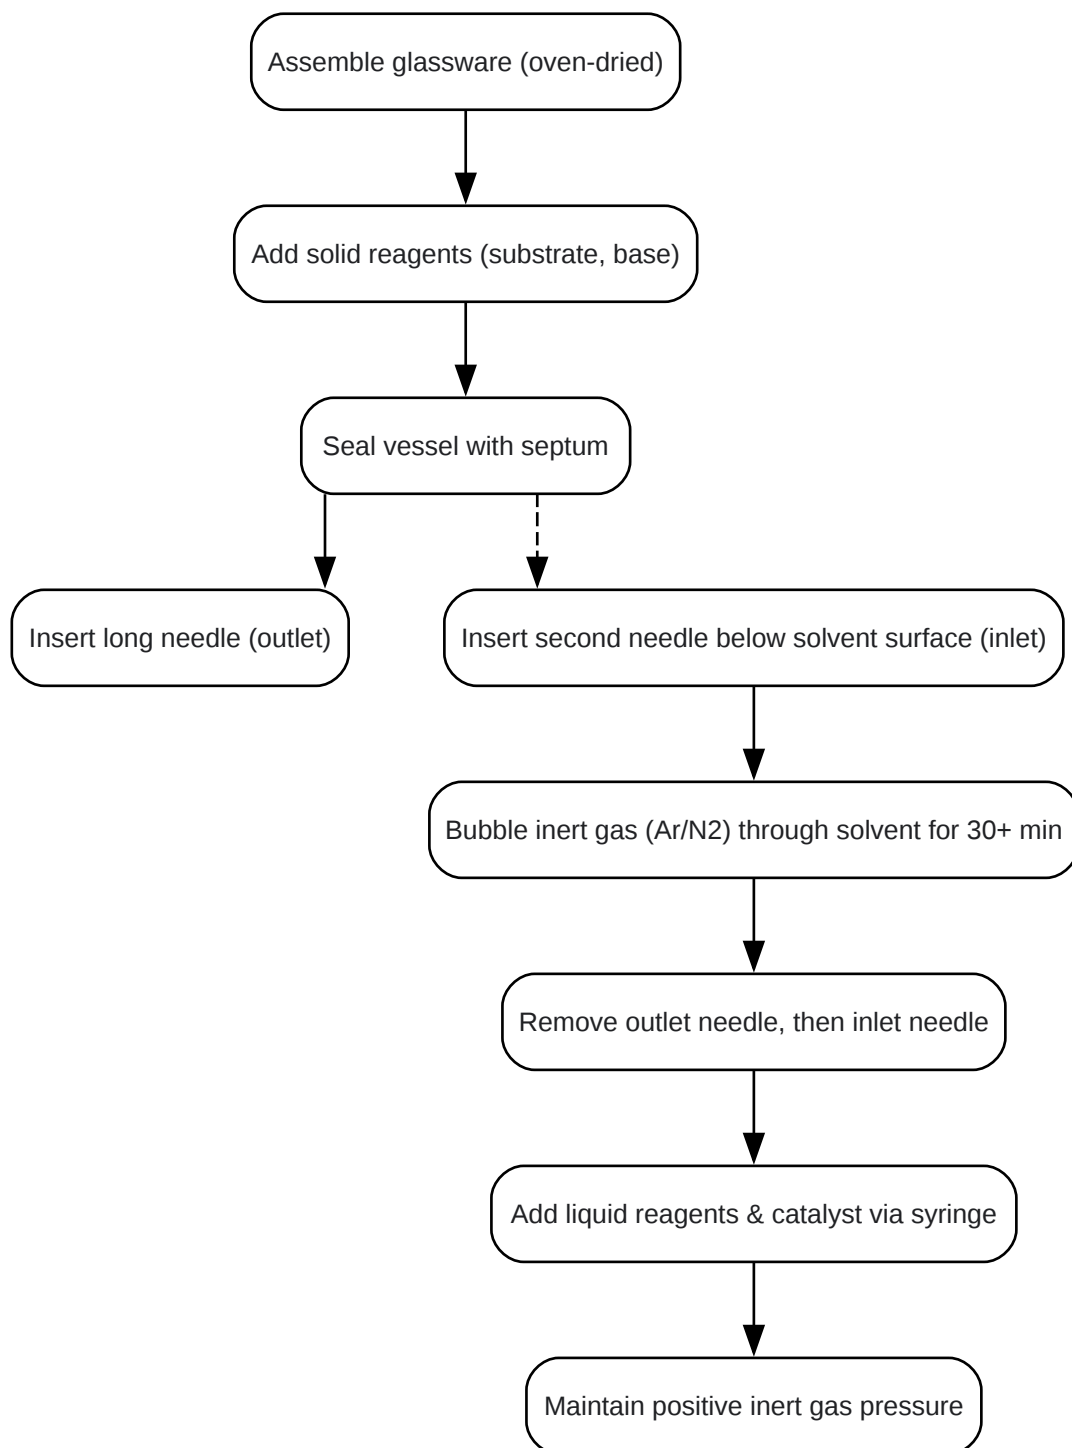 Assemble glassware (oven-dried)
Add solid reagents (substrate, base)
Seal vessel with septum
Insert long needle (outlet)
Insert second needle below solvent surface (inlet)
Bubble inert gas (Ar/N2) through solvent for 30+ min
Remove outlet needle, then inlet needle
Add liquid reagents & catalyst via syringe
Maintain positive inert gas pressure